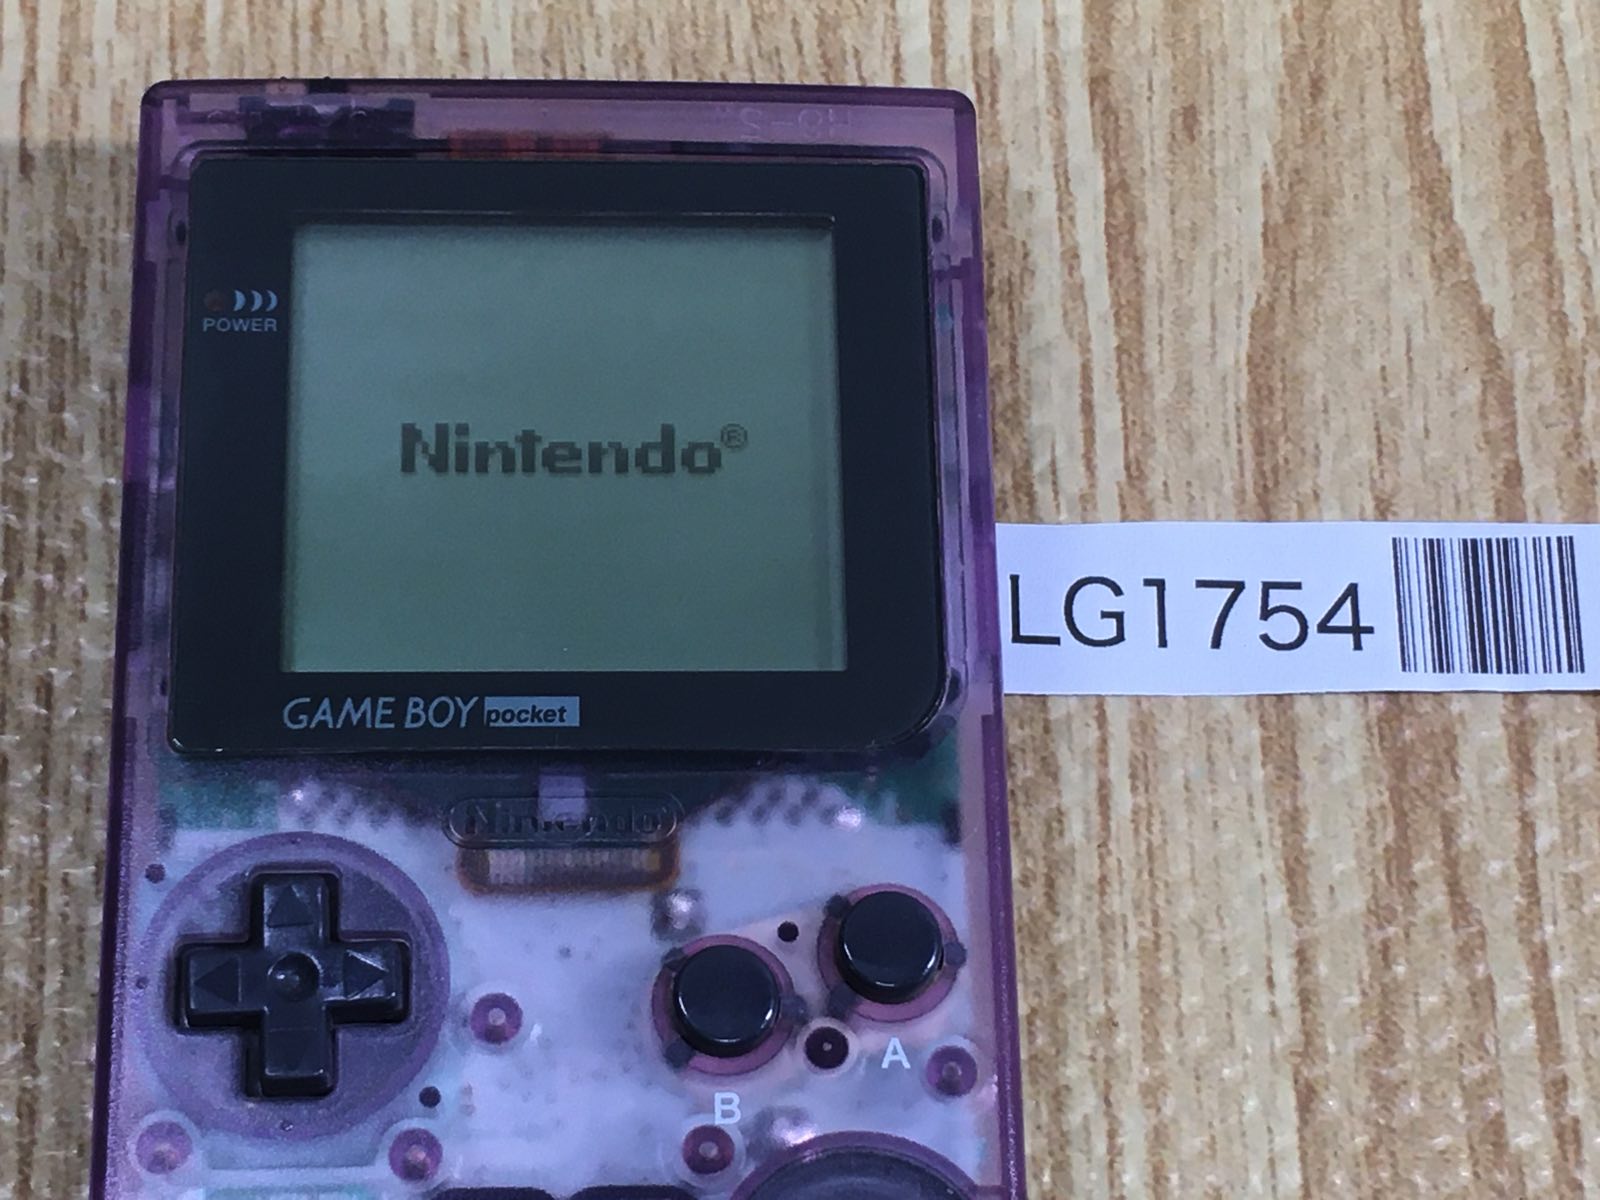 POWER
Nintendo®
GAME BOY pocket
Nintendo
A
B
LG1754